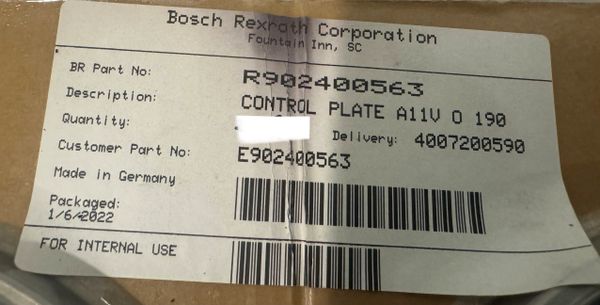 Bosch Rexroth Corporation
Fountain Inn, SC
BR Part No: R902400563
Description: CONTROL PLATE A11V O 190
Quantity: Delivery: 4007200590
Customer Part No: E902400563
Made in Germany
Packaged:
1/6/2022
FOR INTERNAL USE